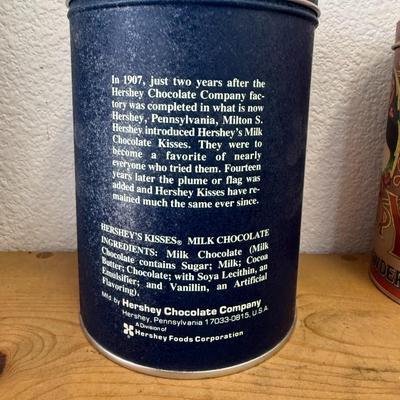 In 1907, just two years after the
Hershey Chocolate Company fac-
tory was completed in what is now
Hershey, Pennsylvania, Milton S.
Hershey introduced Hershey's Milk
Chocolate Kisses. They were to
become a favorite of nearly
everyone who tried them. Fourteen
years later the plume or flag was
added and Hershey Kisses have re-
mained much the same ever since.
HERSHEY'S KISSES® MILK CHOCOLATE
INGREDIENTS: Milk Chocolate (Milk
Chocolate contains Sugar; Milk; Cocoa
Butter; Chocolate; with Soya Lecithin, an
Emulsifier; and Vanillin, an Artificial
Flavoring).
Mfd by Hershey Chocolate Company
Hershey, Pennsylvania 17033-0815, U.S.A.
A Division of
Hershey Foods Corporation